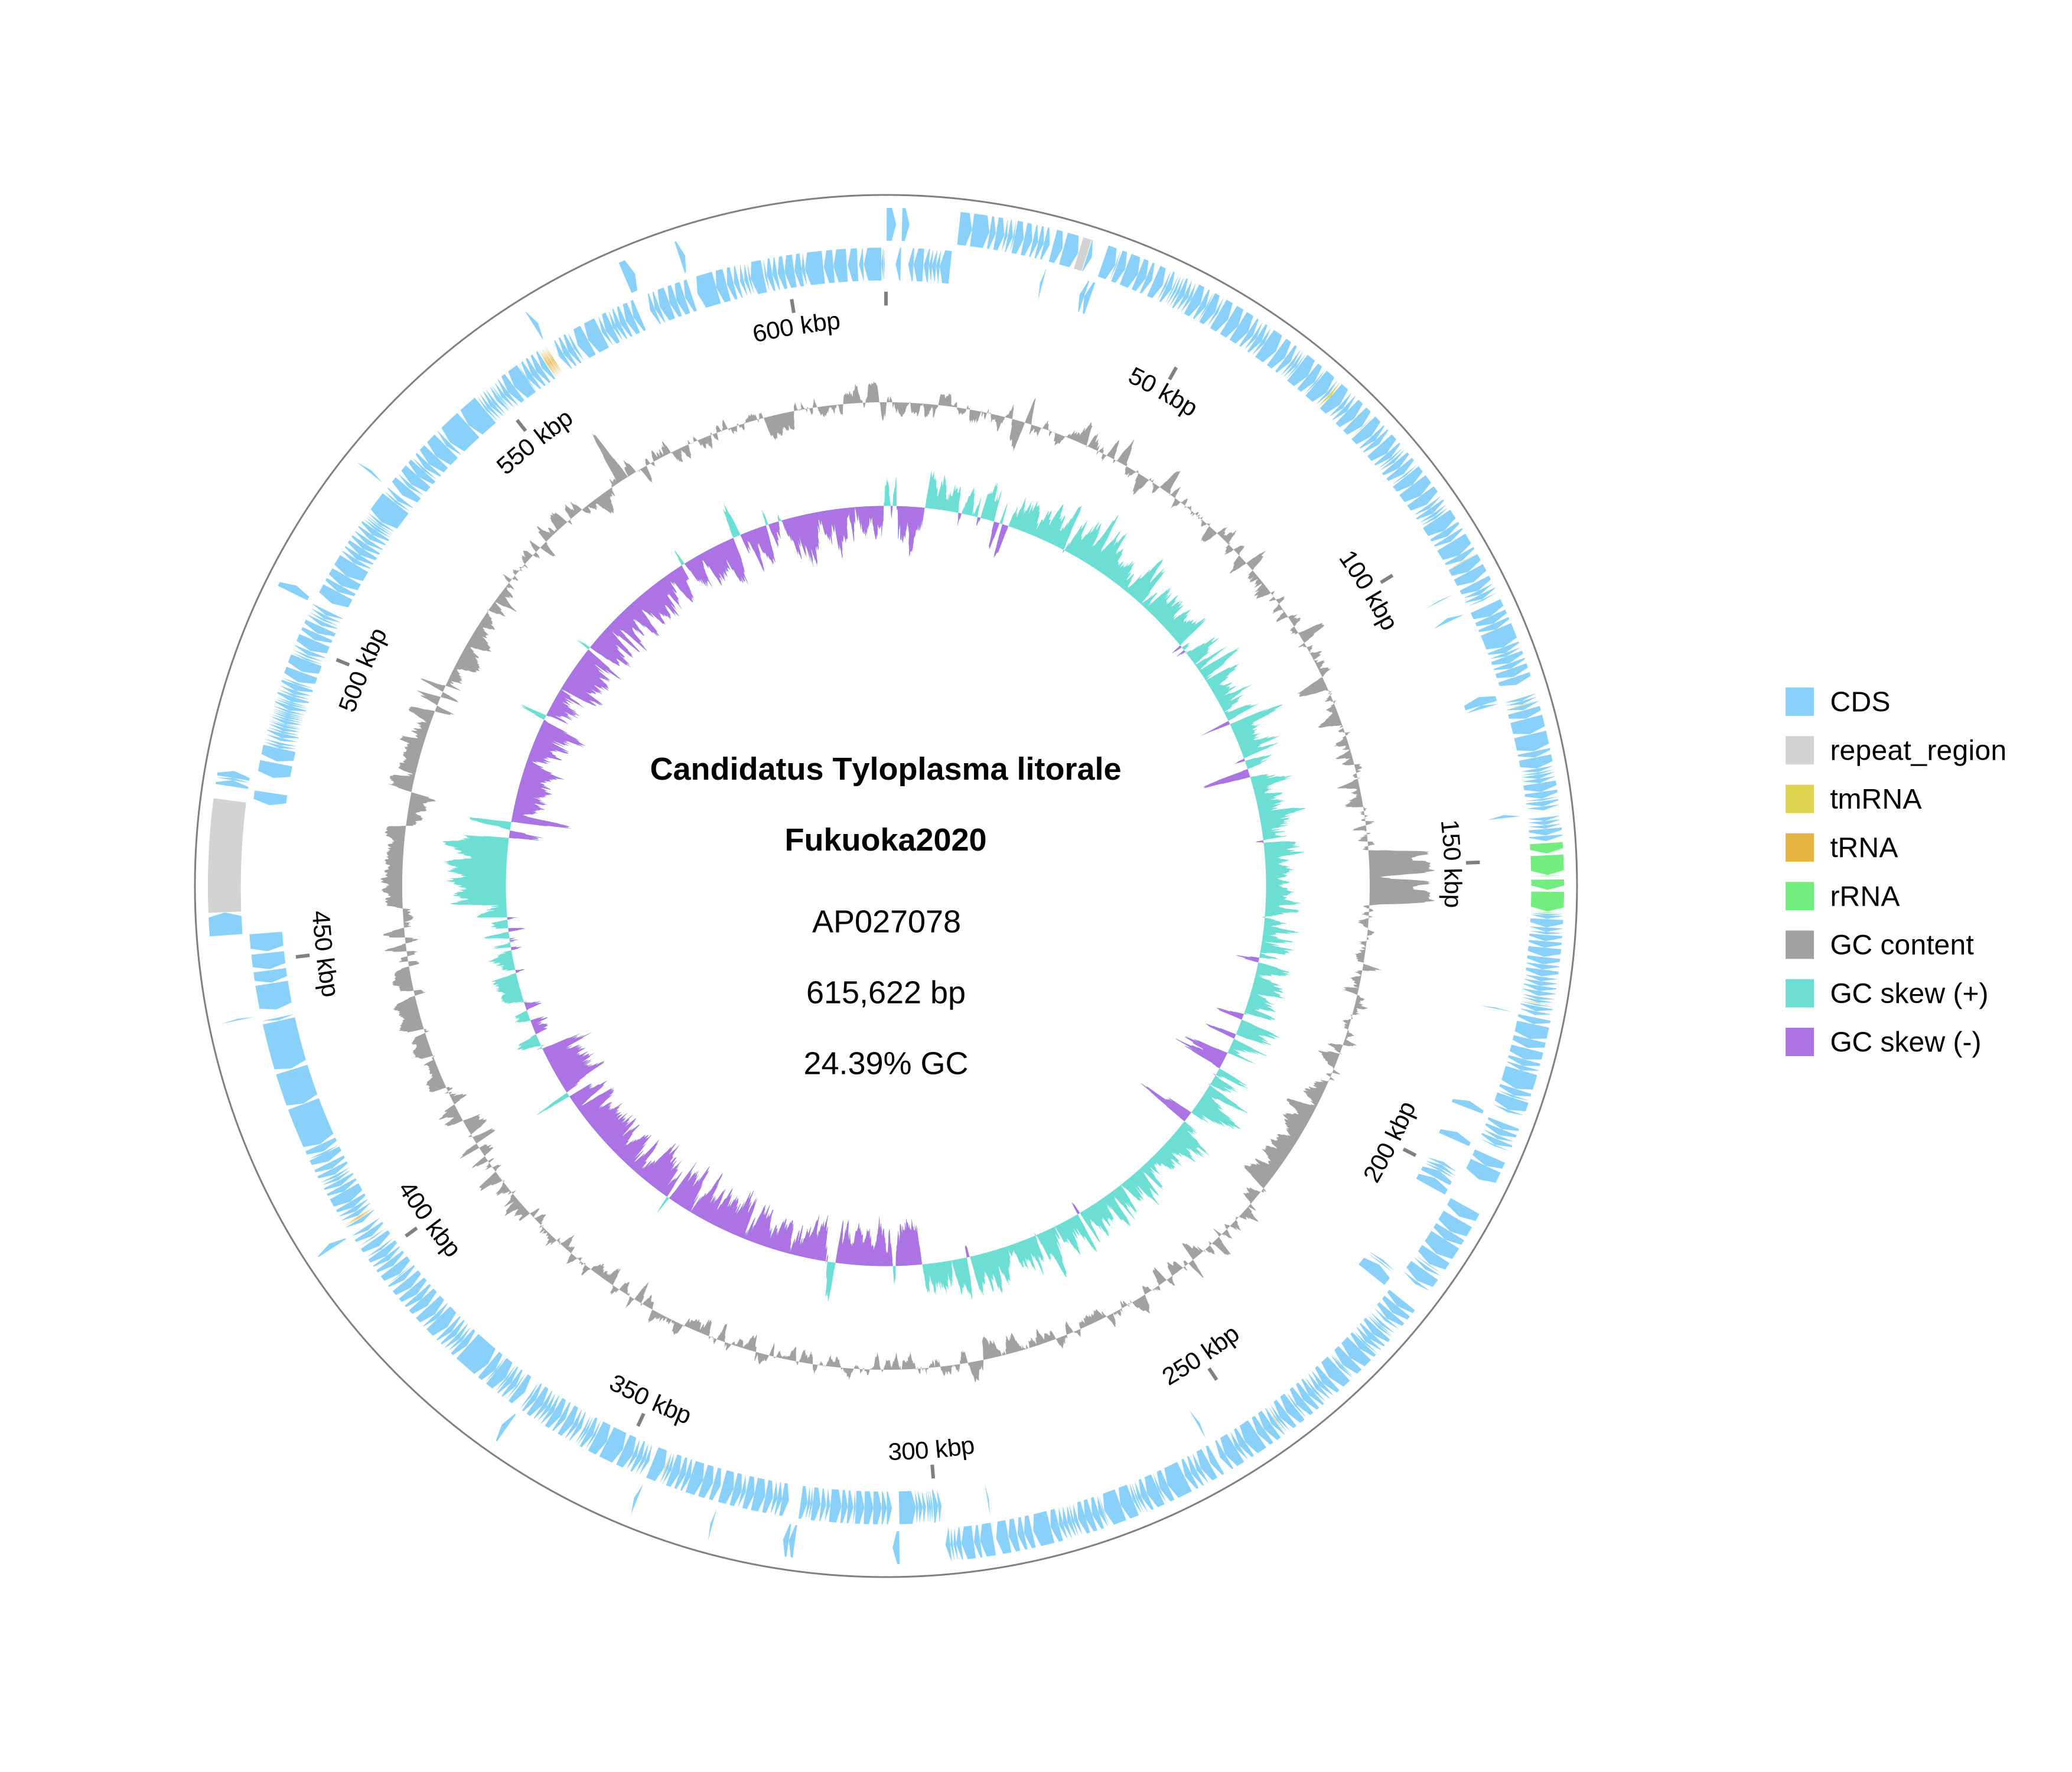 600 kbp
50 kbp
550 kbp
100 kbp
500 kbp
150 kbp
450 kbp
200 kbp
400 kbp
250 kbp
350 kbp
300 kbp
Candidatus Tyloplasma litorale
Fukuoka2020
AP027078
615,622 bp
24.39% GC
CDS
repeat_region
tmRNA
tRNA
rRNA
GC content
GC skew (+)
GC skew (-)